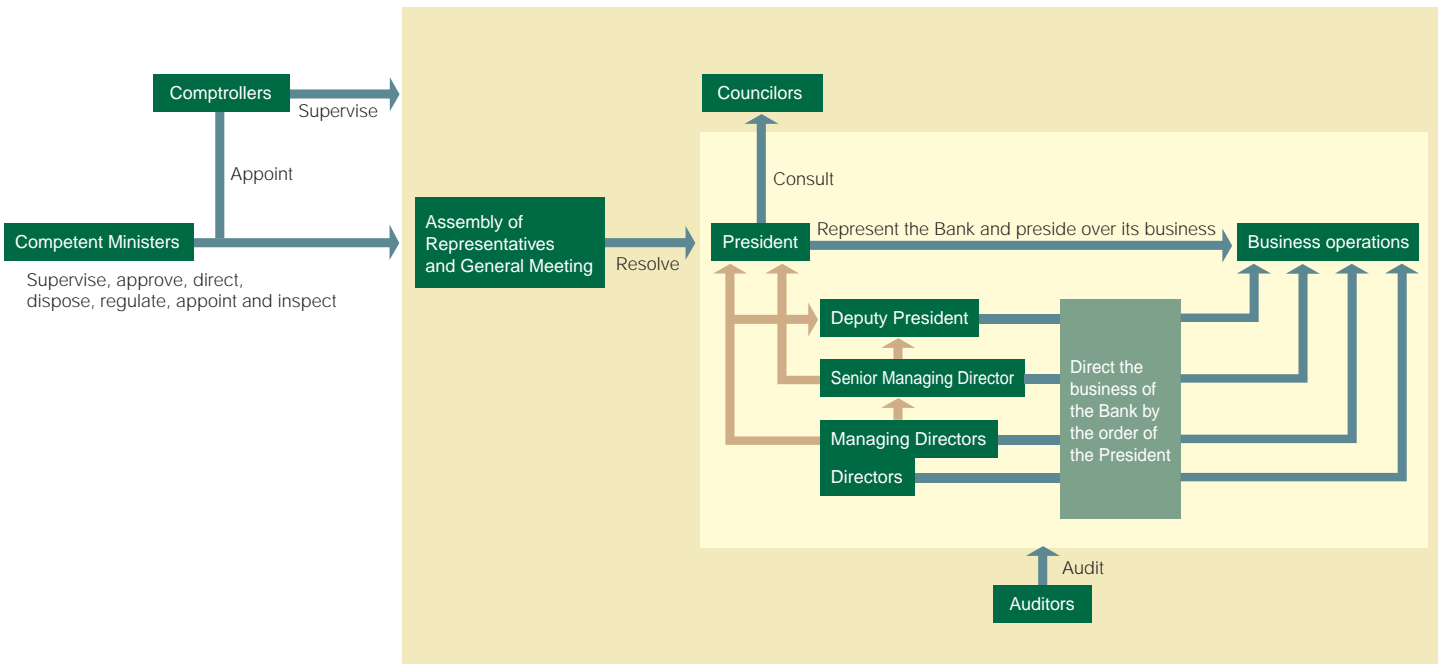 Comptrollers
Supervise
Appoint
Competent Ministers
Supervise, approve, direct,
dispose, regulate, appoint and inspect
Assembly of
Representatives
and General Meeting
Resolve
Councilors
Consult
President
Represent the Bank and preside over its business
Business operations
Deputy President
Senior Managing Director
Managing Directors
Directors
Direct the
business of
the Bank by
the order of
the President
Audit
Auditors